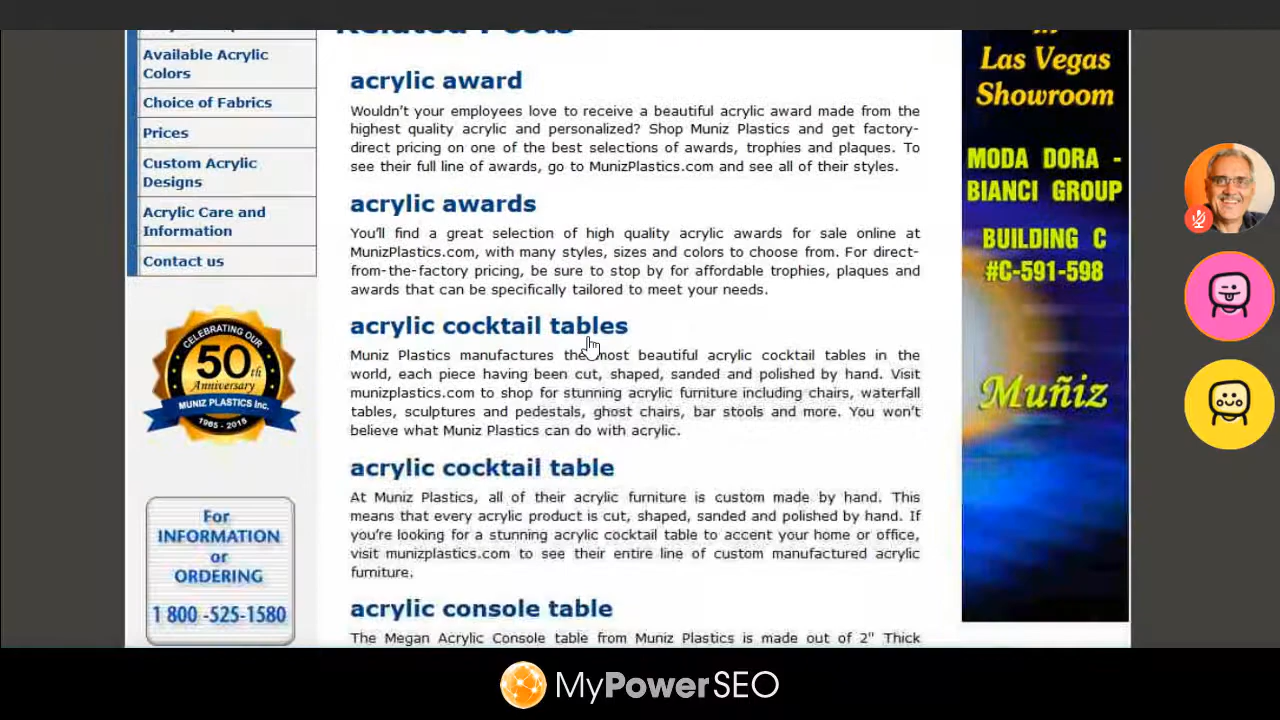 Related Posts
Available Acrylic
Colors
Choice of Fabrics
Prices
Custom Acrylic
Designs
Acrylic Care and
Information
Contact us
CELEBRATING OUR
50th
Anniversary
MUNIZ PLASTICS Inc.
1965 - 2015
For
INFORMATION
or
ORDERING
1 800 -525-1580
acrylic award
Wouldn't your employees love to receive a beautiful acrylic award made from the
highest quality acrylic and personalized? Shop Muniz Plastics and get factory-
direct pricing on one of the best selections of awards, trophies and plaques. To
see their full line of awards, go to MunizPlastics.com and see all of their styles.
acrylic awards
You'll find a great selection of high quality acrylic awards for sale online at
MunizPlastics.com, with many styles, sizes and colors to choose from. For direct-
from-the-factory pricing, be sure to stop by for affordable trophies, plaques and
awards that can be specifically tailored to meet your needs.
acrylic cocktail tables
Muniz Plastics manufactures the most beautiful acrylic cocktail tables in the
world, each piece having been cut, shaped, sanded and polished by hand. Visit
munizplastics.com to shop for stunning acrylic furniture including chairs, waterfall
tables, sculptures and pedestals, ghost chairs, bar stools and more. You won't
believe what Muniz Plastics can do with acrylic.
acrylic cocktail table
At Muniz Plastics, all of their acrylic furniture is custom made by hand. This
means that every acrylic product is cut, shaped, sanded and polished by hand. If
you're looking for a stunning acrylic cocktail table to accent your home or office,
visit munizplastics.com to see their entire line of custom manufactured acrylic
furniture.
acrylic console table
The Megan Acrylic Console table from Muniz Plastics is made out of 2" Thick
in
Las Vegas
Showroom
MODA DORA -
BIANCI GROUP
BUILDING C
#C-591-598
Muñiz
MyPowerSEO